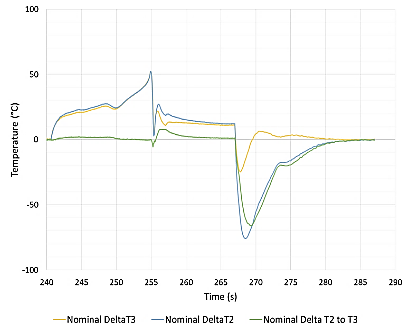 100
50
0
-50
-100
Temperature (°C)
240 245 250 255 260 265 270 275 280 285 290
Time (s)
Nominal DeltaT3 Nominal DeltaT2 Nominal Delta T2 to T3